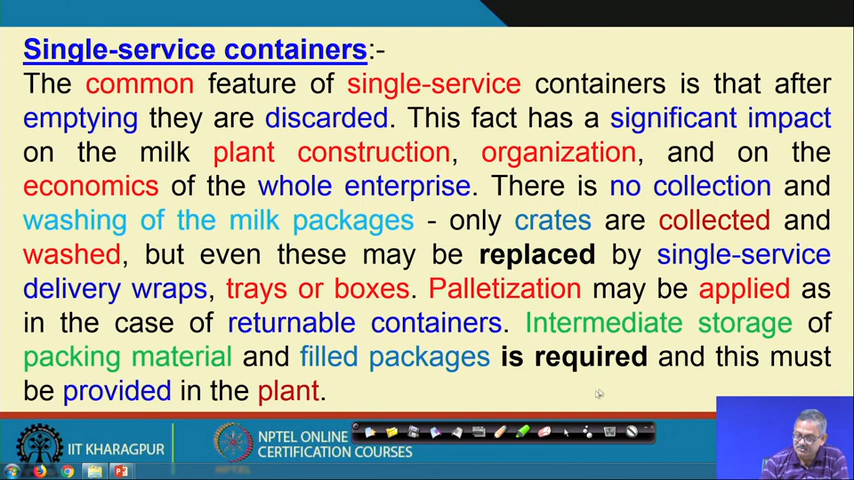 Single-service containers:-
The common feature of single-service containers is that after
emptying they are discarded. This fact has a significant impact
on the milk plant construction, organization, and on the
economics of the whole enterprise. There is no collection and
washing of the milk packages - only crates are collected and
washed, but even these may be replaced by single-service
delivery wraps, trays or boxes. Palletization may be applied as
in the case of returnable containers. Intermediate storage of
packing material and filled packages is required and this must
be provided in the plant.
IIT KHARAGPUR
NPTEL ONLINE
CERTIFICATION COURSES
NPTEL